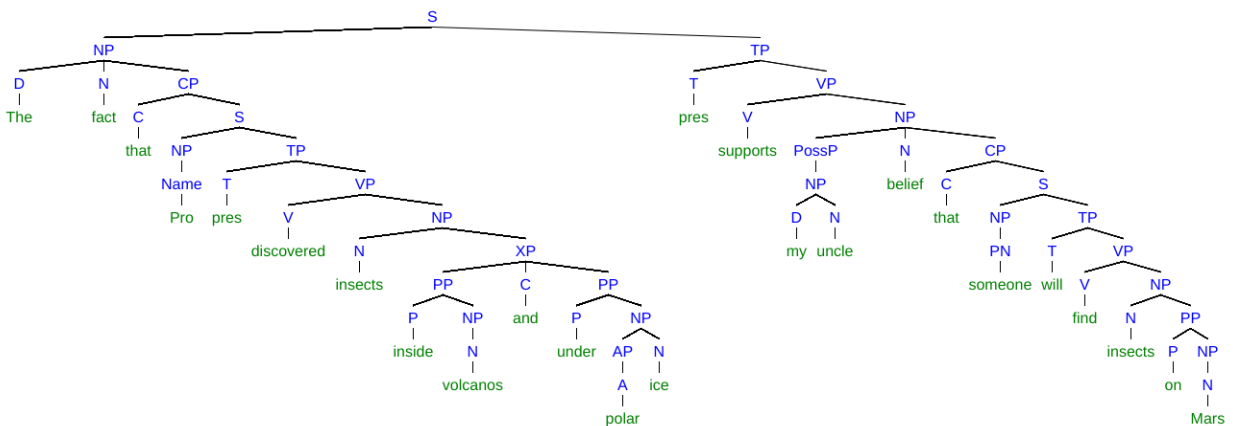 S
NP TP
D N CP T VP
The fact C S pres V NP
that NP TP supports PossP N CP
Name T VP NP belief C S
Pro pres V NP D N that NP TP
discovered N XP my uncle PN T VP
insects PP C PP someone will V NP
P NP and P NP find N PP
inside N under AP N insects P NP
volcanos A ice on N
polar Mars